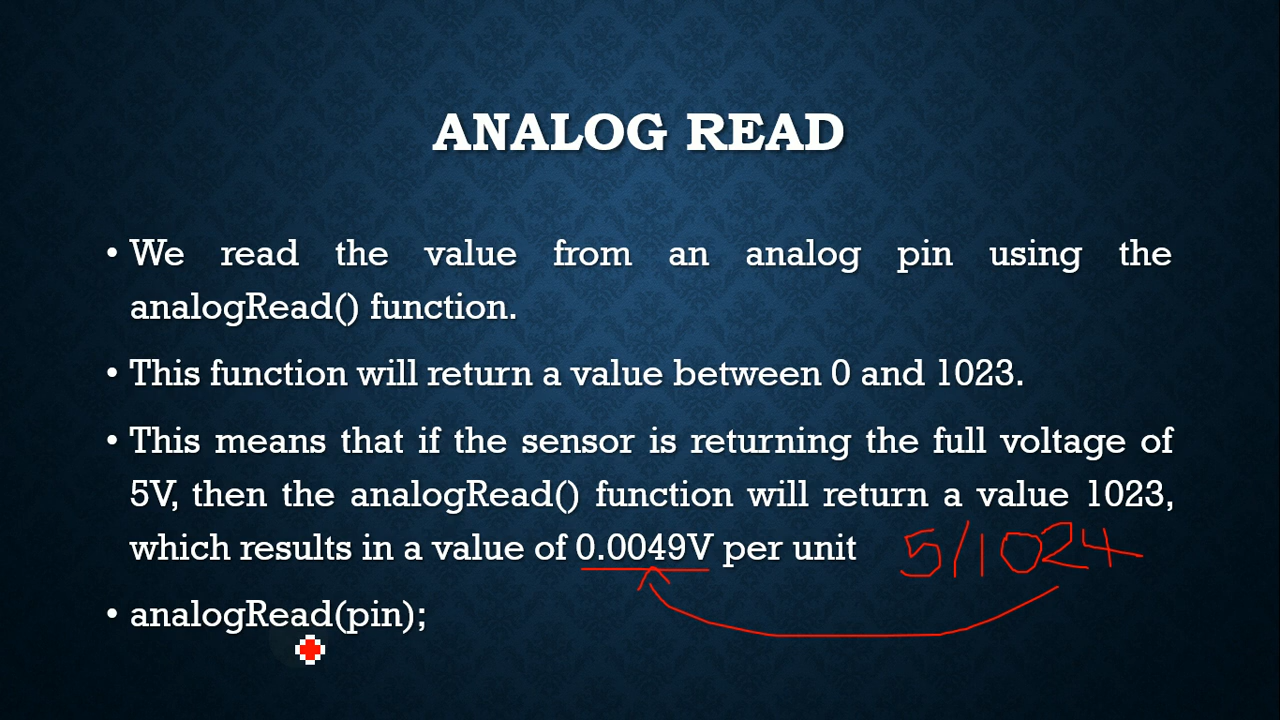 ANALOG READ
• We read the value from an analog pin using the
analogRead() function.
• This function will return a value between 0 and 1023.
• This means that if the sensor is returning the full voltage of
5V, then the analogRead() function will return a value 1023,
which results in a value of 0.0049V per unit 5/1024
• analogRead(pin);